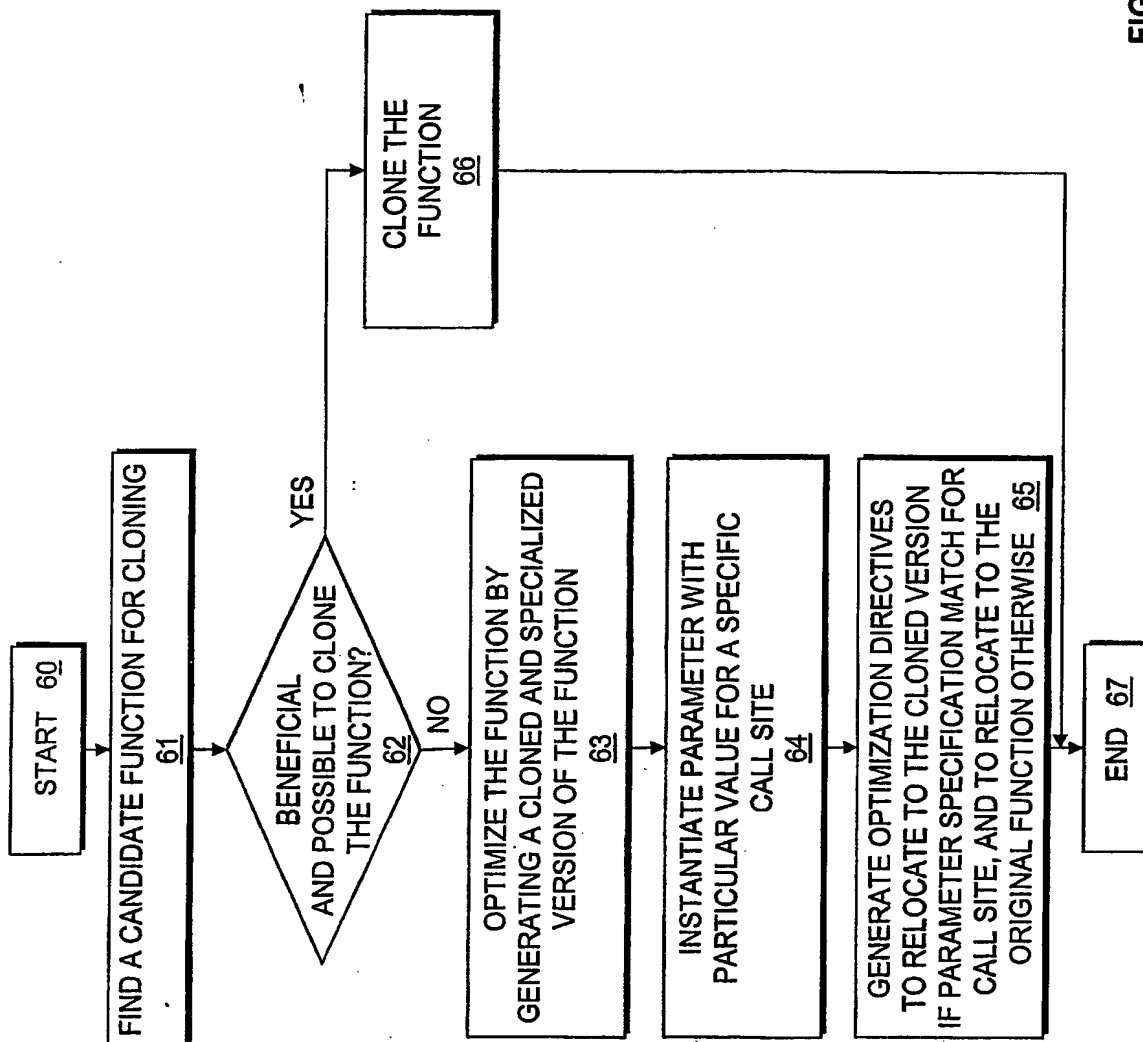 START 60
FIND A CANDIDATE FUNCTION FOR CLONING
61
BENEFICIAL
AND POSSIBLE TO CLONE
THE FUNCTION?
62
YES
NO
CLONE THE
FUNCTION
66
OPTIMIZE THE FUNCTION BY
GENERATING A CLONED AND SPECIALIZED
VERSION OF THE FUNCTION
63
INSTANTIATE PARAMETER WITH
PARTICULAR VALUE FOR A SPECIFIC
CALL SITE
64
GENERATE OPTIMIZATION DIRECTIVES
TO RELOCATE TO THE CLONED VERSION
IF PARAMETER SPECIFICATION MATCH FOR
CALL SITE, AND TO RELOCATE TO THE
ORIGINAL FUNCTION OTHERWISE 65
END 67